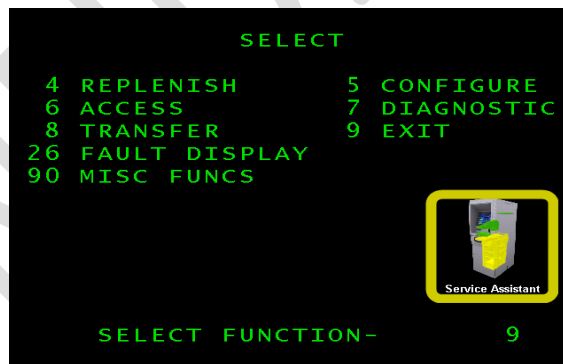 SELECT
4 REPLENISH 5 CONFIGURE
6 ACCESS 7 DIAGNOSTIC
8 TRANSFER 9 EXIT
26 FAULT DISPLAY
90 MISC FUNCS
Service Assistant
SELECT FUNCTION- 9